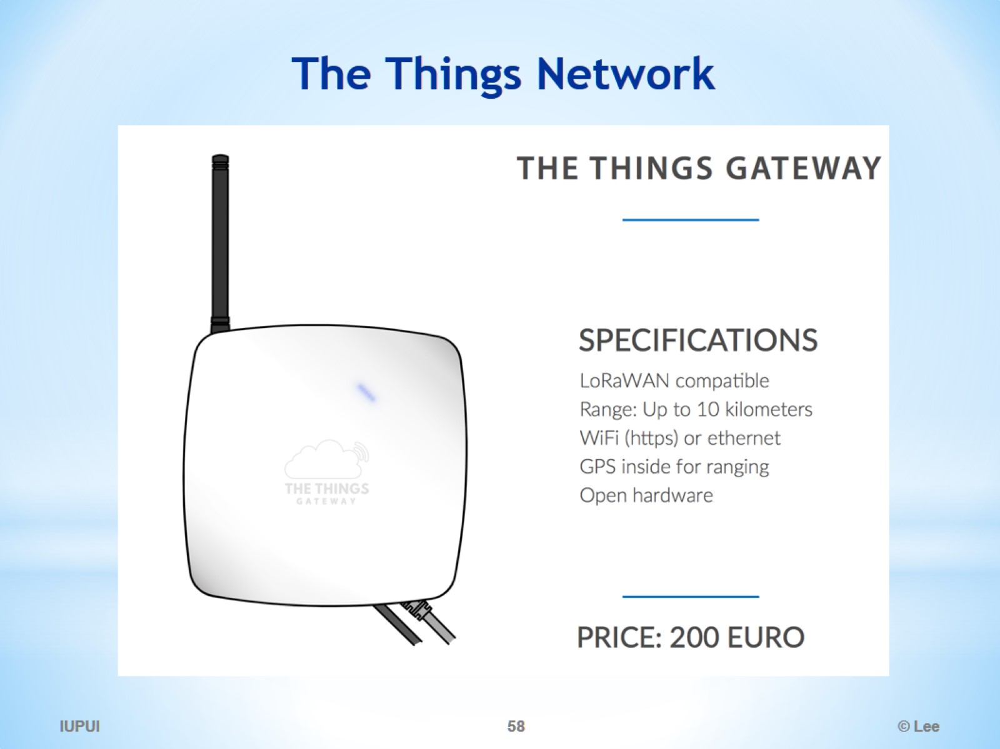 The Things Network
THE THINGS GATEWAY
SPECIFICATIONS
LoRaWAN compatible
Range: Up to 10 kilometers
WiFi (https) or ethernet
GPS inside for ranging
Open hardware
THE THINGS
GATEWAY
PRICE: 200 EURO
IUPUI
58
© Lee